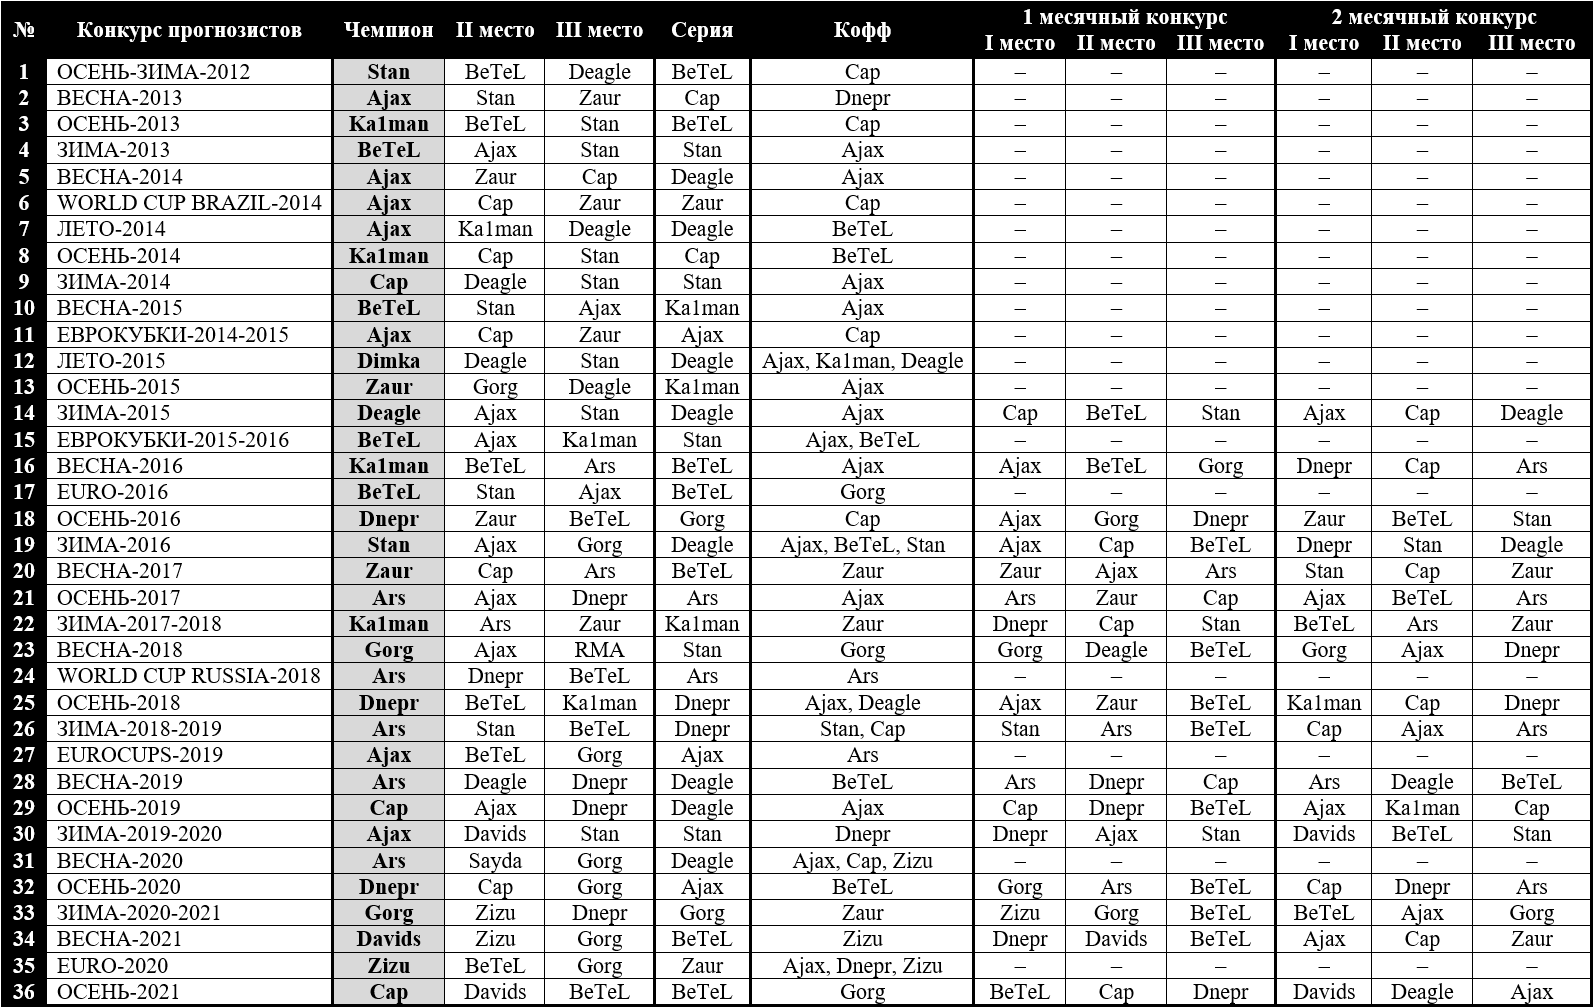 № Конкурс прогнозистов Чемпион II место III место Серия Кофф 1 месячный конкурс 2 месячный конкурс
I место II место III место I место II место III место
1 ОСЕНЬ-ЗИМА-2012 Stan BeTeL Deagle BeTeL Cap – – – – – –
2 ВЕСНА-2013 Ajax Stan Zaur Cap Dnepr – – – – – –
3 ОСЕНЬ-2013 Ka1man BeTeL Stan BeTeL Cap – – – – – –
4 ЗИМА-2013 BeTeL Ajax Stan Stan Ajax – – – – – –
5 ВЕСНА-2014 Ajax Zaur Cap Deagle Ajax – – – – – –
6 WORLD CUP BRAZIL-2014 Ajax Cap Zaur Zaur Cap – – – – – –
7 ЛЕТО-2014 Ajax Ka1man Deagle Deagle BeTeL – – – – – –
8 ОСЕНЬ-2014 Ka1man Cap Stan Cap BeTeL – – – – – –
9 ЗИМА-2014 Cap Deagle Stan Stan Ajax – – – – – –
10 ВЕСНА-2015 BeTeL Stan Ajax Ka1man Ajax – – – – – –
11 ЕВРОКУБКИ-2014-2015 Ajax Cap Zaur Ajax Cap – – – – – –
12 ЛЕТО-2015 Dimka Deagle Stan Deagle Ajax, Ka1man, Deagle – – – – – –
13 ОСЕНЬ-2015 Zaur Gorg Deagle Ka1man Ajax – – – – – –
14 ЗИМА-2015 Deagle Ajax Stan Deagle Ajax Cap BeTeL Stan Ajax Cap Deagle
15 ЕВРОКУБКИ-2015-2016 BeTeL Ajax Ka1man Stan Ajax, BeTeL – – – – – –
16 ВЕСНА-2016 Ka1man BeTeL Ars BeTeL Ajax Ajax BeTeL Gorg Dnepr Cap Ars
17 EURO-2016 BeTeL Stan Ajax BeTeL Gorg – – – – – –
18 ОСЕНЬ-2016 Dnepr Zaur BeTeL Gorg Cap Ajax Gorg Dnepr Zaur BeTeL Stan
19 ЗИМА-2016 Stan Ajax Gorg Deagle Ajax, BeTeL, Stan Ajax Cap BeTeL Dnepr Stan Deagle
20 ВЕСНА-2017 Zaur Cap Ars BeTeL Zaur Zaur Ajax Ars Stan Cap Zaur
21 ОСЕНЬ-2017 Ars Ajax Dnepr Ars Ajax Ars Zaur Cap Ajax BeTeL Ars
22 ЗИМА-2017-2018 Ka1man Ars Zaur Ka1man Zaur Dnepr Cap Stan BeTeL Ars Zaur
23 ВЕСНА-2018 Gorg Ajax RMA Stan Gorg Gorg Deagle BeTeL Gorg Ajax Dnepr
24 WORLD CUP RUSSIA-2018 Ars Dnepr BeTeL Ars Ars – – – – – –
25 ОСЕНЬ-2018 Dnepr BeTeL Ka1man Dnepr Ajax, Deagle Ajax Zaur BeTeL Ka1man Cap Dnepr
26 ЗИМА-2018-2019 Ars Stan BeTeL Dnepr Stan, Cap Stan Ars BeTeL Cap Ajax Ars
27 EUROCUPS-2019 Ajax BeTeL Gorg Ajax Ars – – – – – –
28 ВЕСНА-2019 Ars Deagle Dnepr Deagle BeTeL Ars Dnepr Cap Ars Deagle BeTeL
29 ОСЕНЬ-2019 Cap Ajax Dnepr Deagle Ajax Cap Dnepr BeTeL Ajax Ka1man Cap
30 ЗИМА-2019-2020 Ajax Davids Stan Stan Dnepr Dnepr Ajax Stan Davids BeTeL Stan
31 ВЕСНА-2020 Ars Sayda Gorg Deagle Ajax, Cap, Zizu – – – – – –
32 ОСЕНЬ-2020 Dnepr Cap Gorg Ajax BeTeL Gorg Ars BeTeL Cap Dnepr Ars
33 ЗИМА-2020-2021 Gorg Zizu Dnepr Gorg Zaur Zizu Gorg BeTeL BeTeL Ajax Gorg
34 ВЕСНА-2021 Davids Zizu Gorg BeTeL Zizu Dnepr Davids BeTeL Ajax Cap Zaur
35 EURO-2020 Zizu BeTeL Gorg Zaur Ajax, Dnepr, Zizu – – – – – –
36 ОСЕНЬ-2021 Cap Davids BeTeL BeTeL Gorg BeTeL Cap Dnepr Davids Deagle Ajax